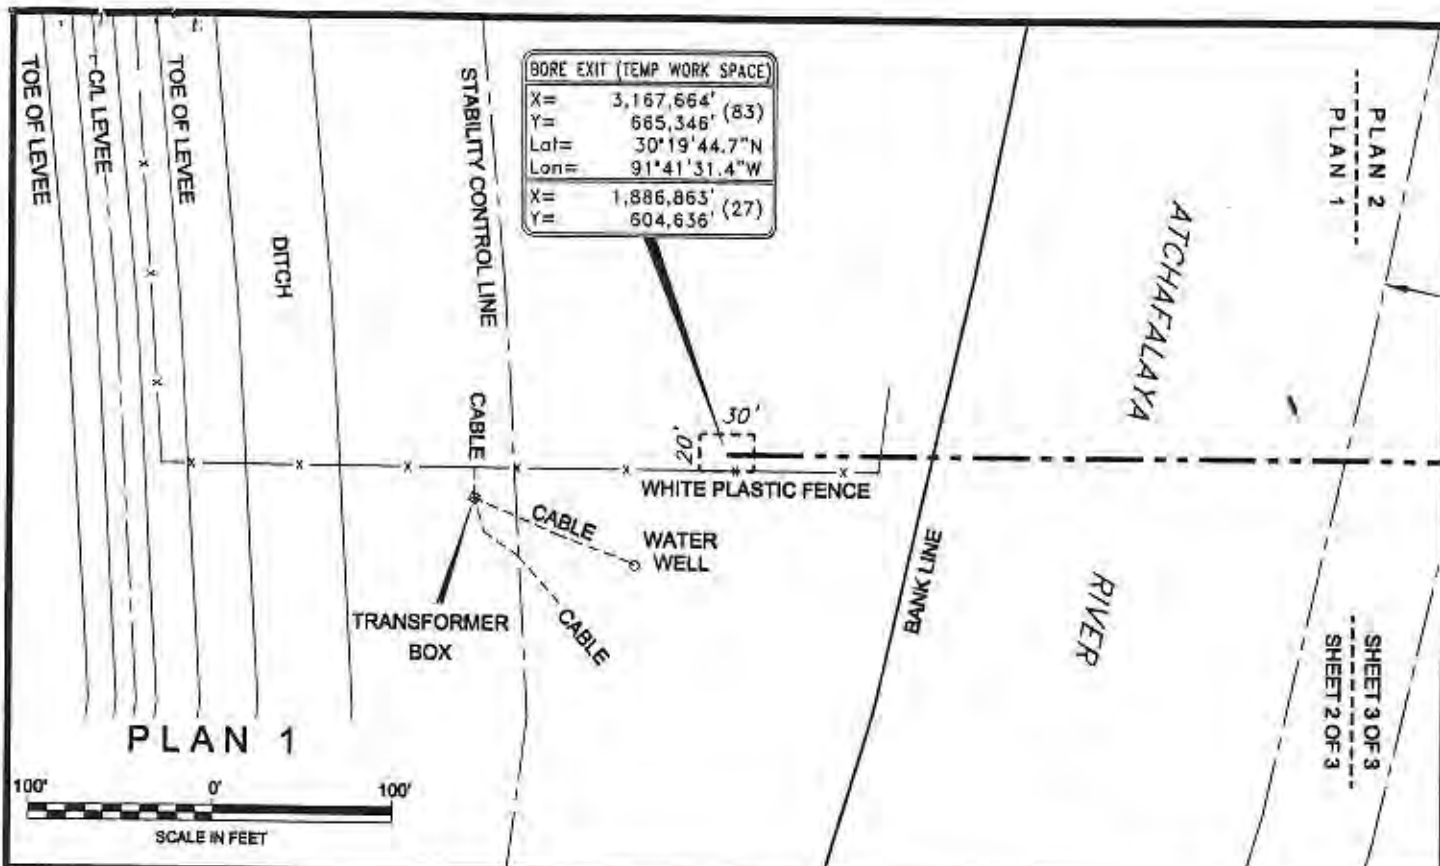 BORE EXIT (TEMP WORK SPACE)
X= 3,167,664' (83)
Y= 665,346'
Lat= 30°19'44.7"N
Lon= 91°41'31.4"W
X= 1,886,863' (27)
Y= 604,636'
TOE OF LEVEE
C/L LEVEE
TOE OF LEVEE
DITCH
STABILITY CONTROL LINE
PLAN 2
PLAN 1
ATCHAFALAYA
RIVER
CABLE
20'
30'
WHITE PLASTIC FENCE
CABLE
WATER
WELL
CABLE
TRANSFORMER
BOX
BANK LINE
SHEET 3 OF 3
SHEET 2 OF 3
PLAN 1
100' 0' 100'
SCALE IN FEET